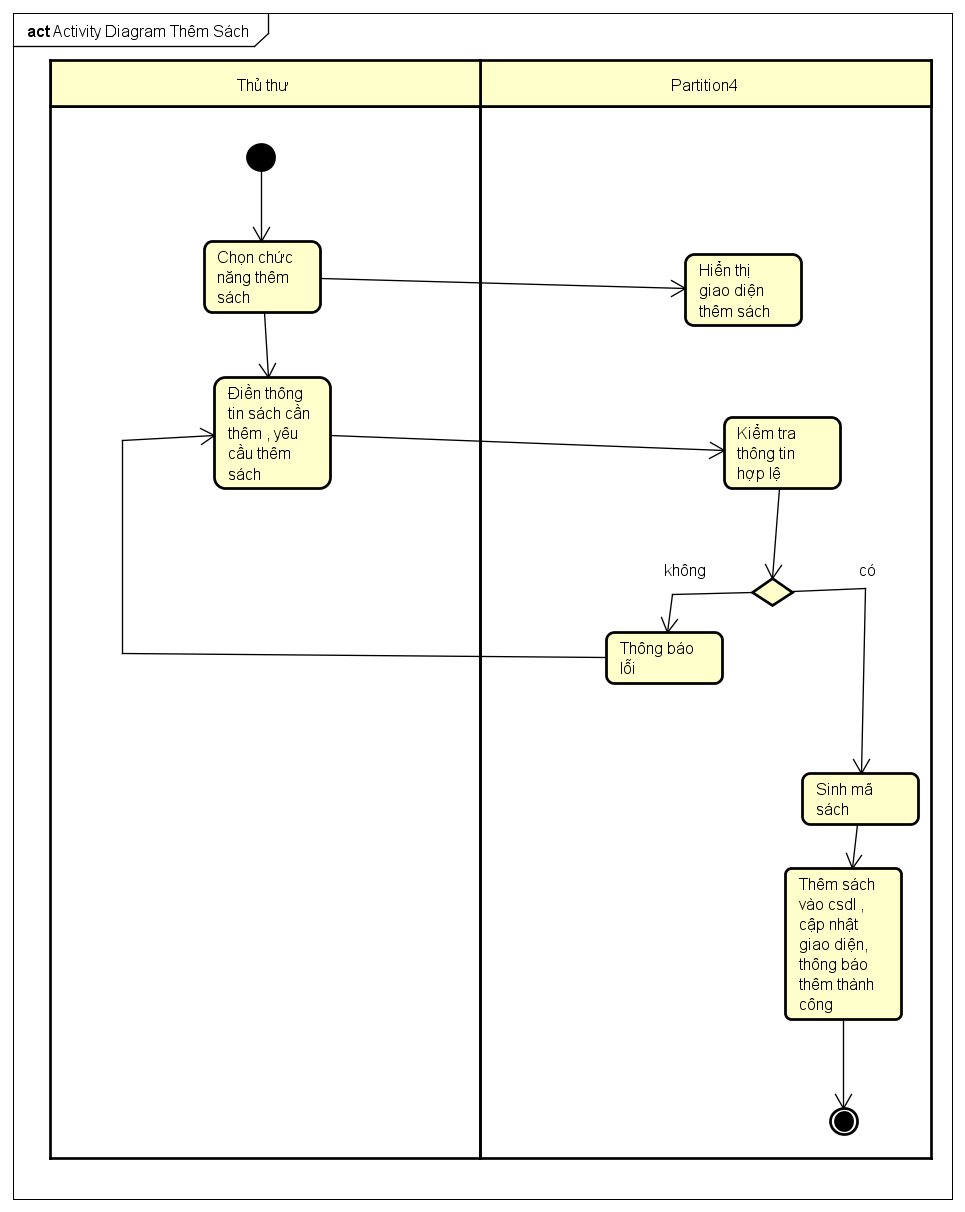 act Activity Diagram Thêm Sách
Thủ thư
Partition4
Chọn chức
năng thêm
sách
Hiển thị
giao diện
thêm sách
Điền thông
tin sách cần
thêm , yêu
cầu thêm
sách
Kiểm tra
thông tin
hợp lệ
không
có
Thông báo
lỗi
Sinh mã
sách
Thêm sách
vào csdl ,
cập nhật
giao diện,
thông báo
thêm thành
công